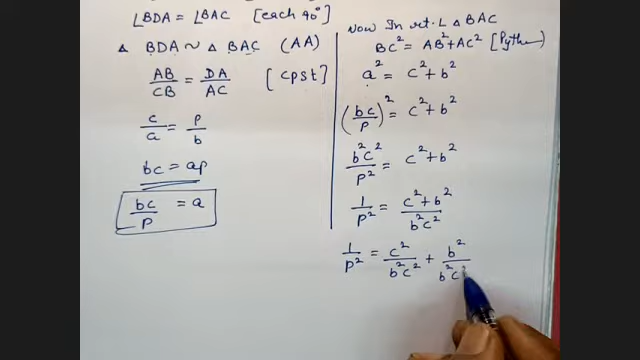 ∠BDA = ∠BAC [each 90°]
△ BDA ~ △ BAC (AA)
AB/CB = DA/AC [cpst]
c/a = p/b
bc = ap
bc/p = a
Now In rt.∠ △ BAC
BC² = AB² + AC² [Pyth
a² = c² + b²
(bc/p)² = c² + b²
b²c²/p² = c² + b²
1/p² = c² + b²/b²c²
1/p² = c²/b²c² + b²/b²c²